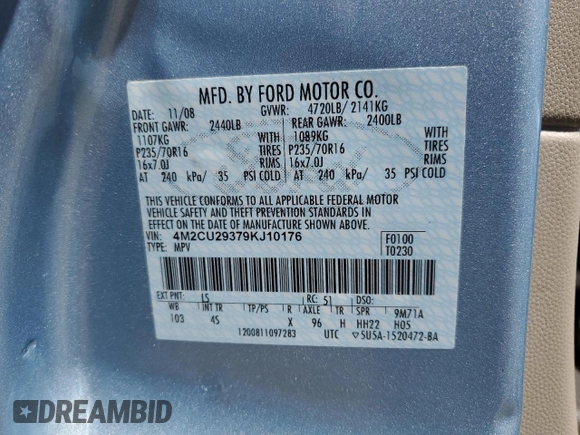 MFD. BY FORD MOTOR CO.
DATE: 11/08 GVWR: 4720LB/ 2141KG
FRONT GAWR: 2440LB REAR GAWR: 2400LB
1107KG WITH 1089KG WITH
P235/70R16 TIRES P235/70R16 TIRES
16x7.0J RIMS 16x7.0J RIMS
AT 240 kPa/ 35 PSI COLD AT 240 kPa/ 35 PSI COLD
THIS VEHICLE CONFORMS TO ALL APPLICABLE FEDERAL MOTOR
VEHICLE SAFETY AND THEFT PREVENTION STANDARDS IN
EFFECT ON THE DATE OF MANUFACTURE SHOWN ABOVE.
VIN: 4M2CU29379KJ10176 F0100
TYPE: MPV T0230
EXT PNT: LS RC: 51 DSO:
WB INT TR TP/PS R AXLE TR SPR 9M71A
103 4S X 96 H HH22 H05
1200811097283 UTC 5U5A-1520472-BA
DREAMBID